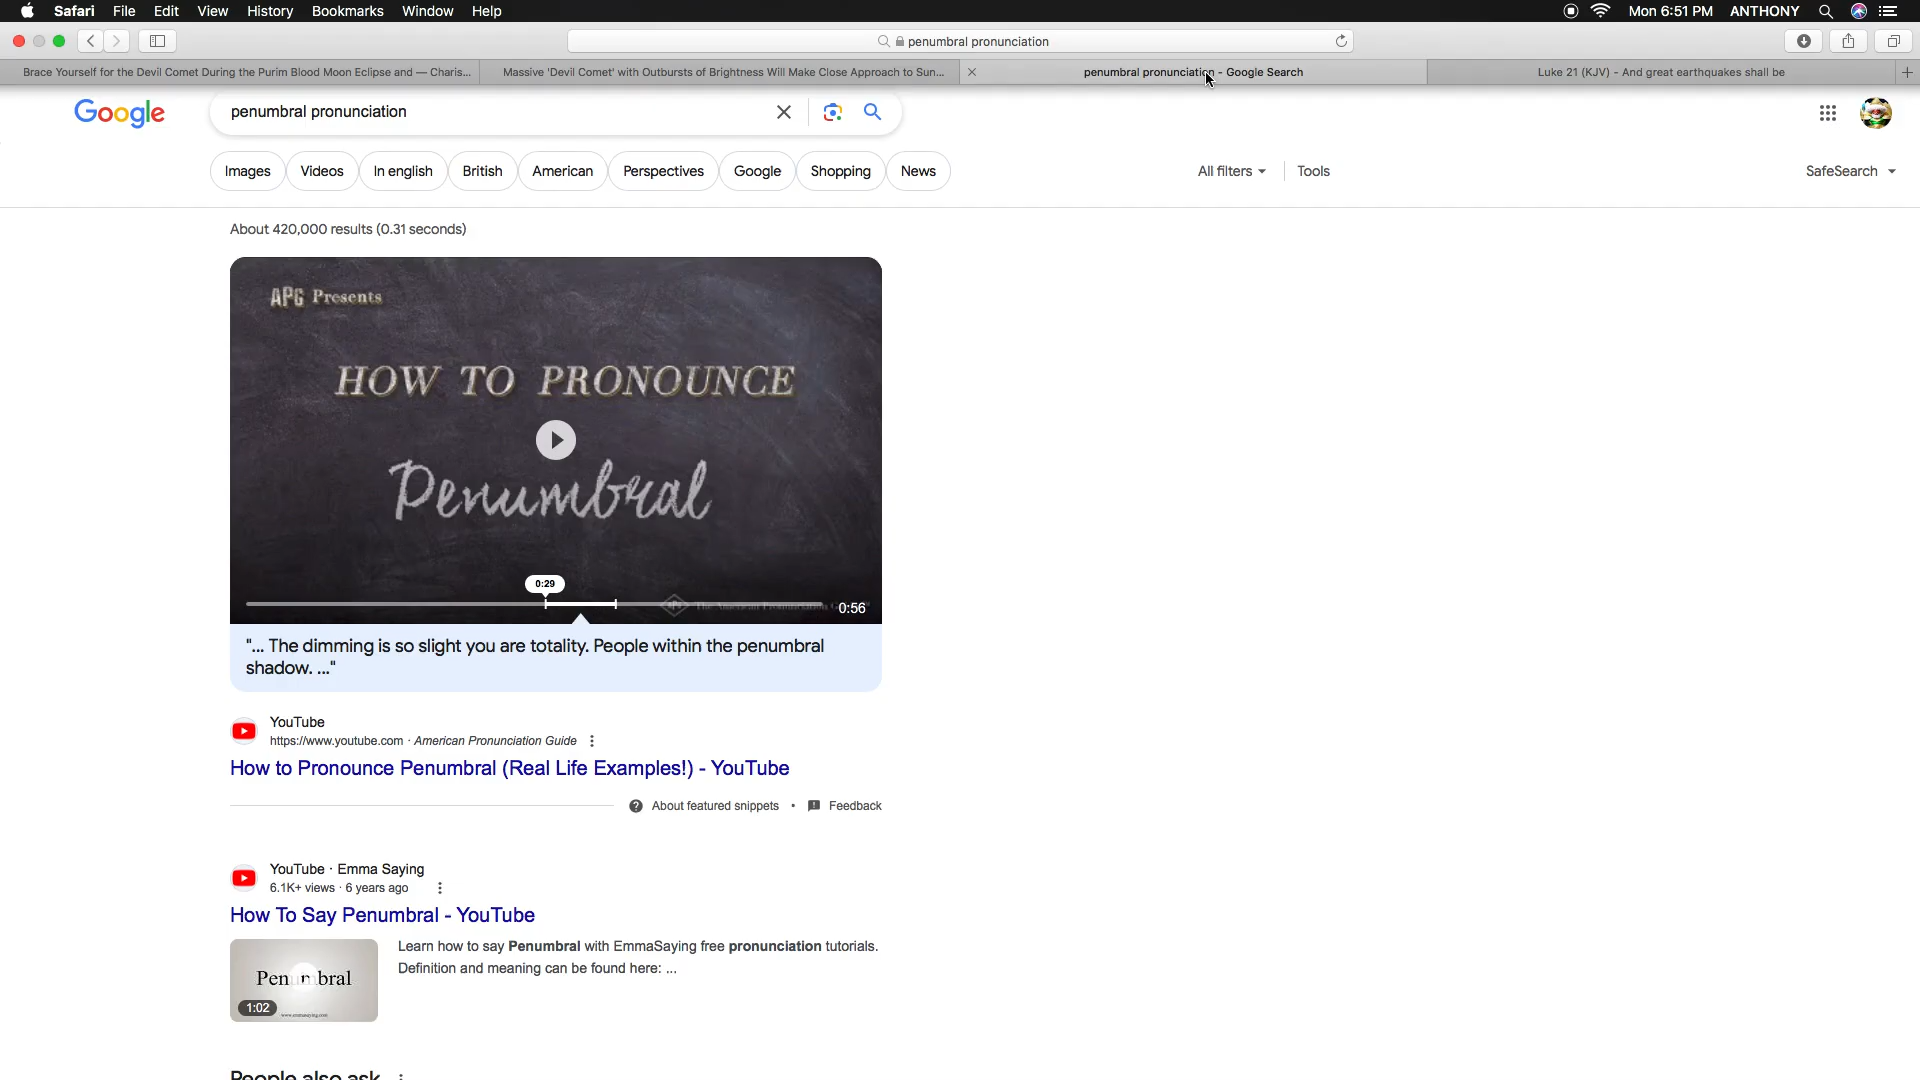 Safari File Edit View History Bookmarks Window Help
Mon 6:51 PM ANTHONY
penumbral pronunciation
Brace Yourself for the Devil Comet During the Purim Blood Moon Eclipse and — Charis...
Massive 'Devil Comet' with Outbursts of Brightness Will Make Close Approach to Sun...
penumbral pronunciation - Google Search
Luke 21 (KJV) - And great earthquakes shall be
Google
penumbral pronunciation
Images Videos In english British American Perspectives Google Shopping News
All filters Tools
SafeSearch
About 420,000 results (0.31 seconds)
APG Presents
HOW TO PRONOUNCE
Penumbral
0:29
0:56
"... The dimming is so slight you are totality. People within the penumbral
shadow. ..."
YouTube
https://www.youtube.com · American Pronunciation Guide
How to Pronounce Penumbral (Real Life Examples!) - YouTube
About featured snippets • Feedback
YouTube · Emma Saying
6.1K+ views · 6 years ago
How To Say Penumbral - YouTube
Learn how to say Penumbral with EmmaSaying free pronunciation tutorials.
Definition and meaning can be found here: ...
1:02
People also ask